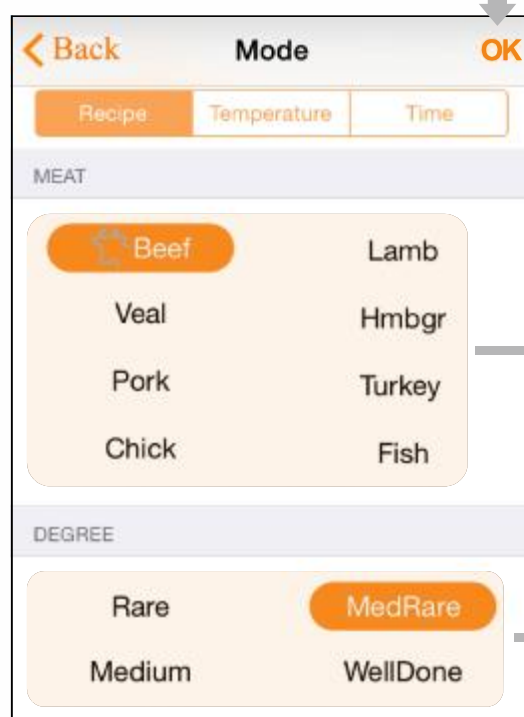 Back Mode OK
Recipe Temperature Time
MEAT
Beef Lamb
Veal Hmbgr
Pork Turkey
Chick Fish
DEGREE
Rare MedRare
Medium WellDone